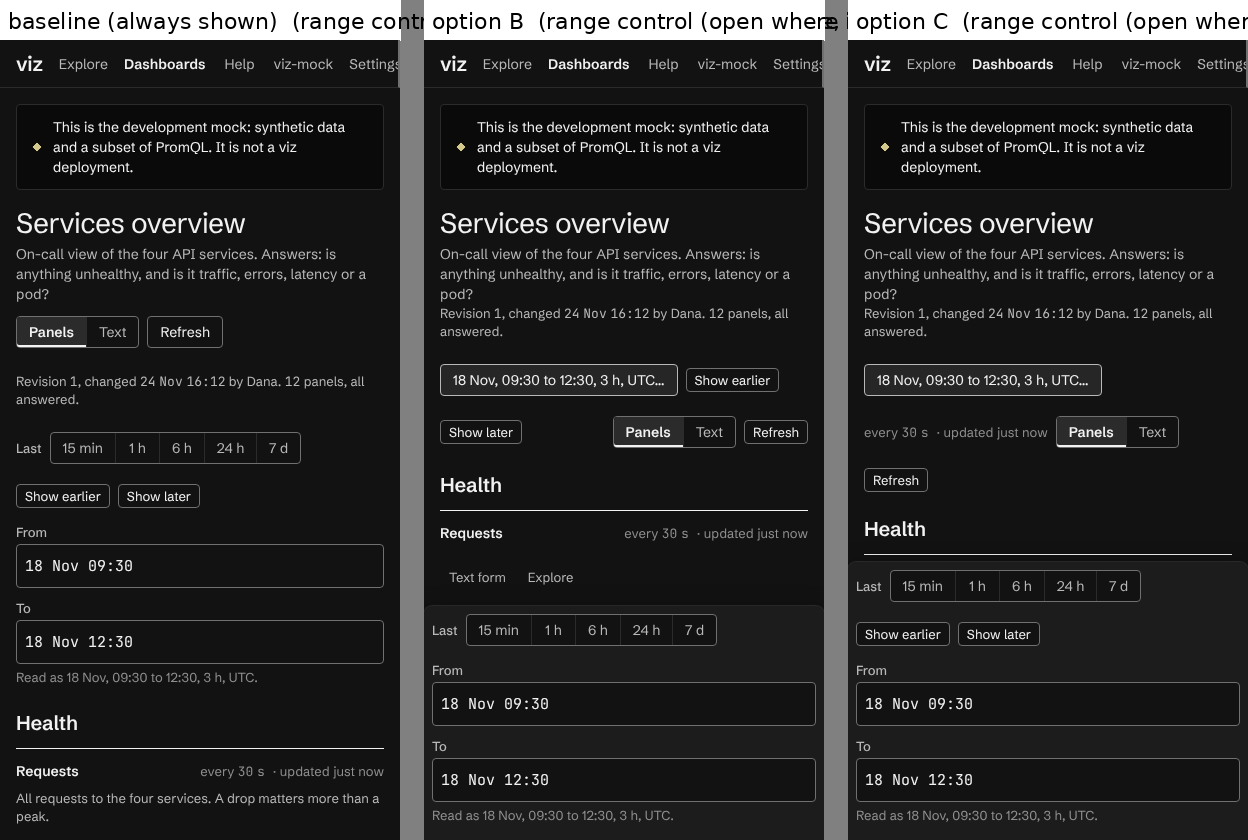 baseline (always shown)  (range contr
viz Explore Dashboards Help viz-mock Settings
This is the development mock: synthetic data
and a subset of PromQL. It is not a viz
deployment.
Services overview
On-call view of the four API services. Answers: is
anything unhealthy, and is it traffic, errors, latency or a
pod?
Panels Text Refresh
Revision 1, changed 24 Nov 16:12 by Dana. 12 panels, all
answered.
Last 15 min 1 h 6 h 24 h 7 d
Show earlier Show later
From
18 Nov 09:30
To
18 Nov 12:30
Read as 18 Nov, 09:30 to 12:30, 3 h, UTC.
Health
Requests every 30 s · updated just now
All requests to the four services. A drop matters more than a
peak.
option B  (range control (open where, i
viz Explore Dashboards Help viz-mock Settings
This is the development mock: synthetic data
and a subset of PromQL. It is not a viz
deployment.
Services overview
On-call view of the four API services. Answers: is
anything unhealthy, and is it traffic, errors, latency or a
pod?
Revision 1, changed 24 Nov 16:12 by Dana. 12 panels, all
answered.
18 Nov, 09:30 to 12:30, 3 h, UTC... Show earlier
Show later Panels Text Refresh
Health
Requests every 30 s · updated just now
Text form Explore
Last 15 min 1 h 6 h 24 h 7 d
From
18 Nov 09:30
To
18 Nov 12:30
Read as 18 Nov, 09:30 to 12:30, 3 h, UTC.
option C  (range control (open wher
viz Explore Dashboards Help viz-mock Settings
This is the development mock: synthetic data
and a subset of PromQL. It is not a viz
deployment.
Services overview
On-call view of the four API services. Answers: is
anything unhealthy, and is it traffic, errors, latency or a
pod?
Revision 1, changed 24 Nov 16:12 by Dana. 12 panels, all
answered.
18 Nov, 09:30 to 12:30, 3 h, UTC...
every 30 s · updated just now Panels Text
Refresh
Health
Last 15 min 1 h 6 h 24 h 7 d
Show earlier Show later
From
18 Nov 09:30
To
18 Nov 12:30
Read as 18 Nov, 09:30 to 12:30, 3 h, UTC.